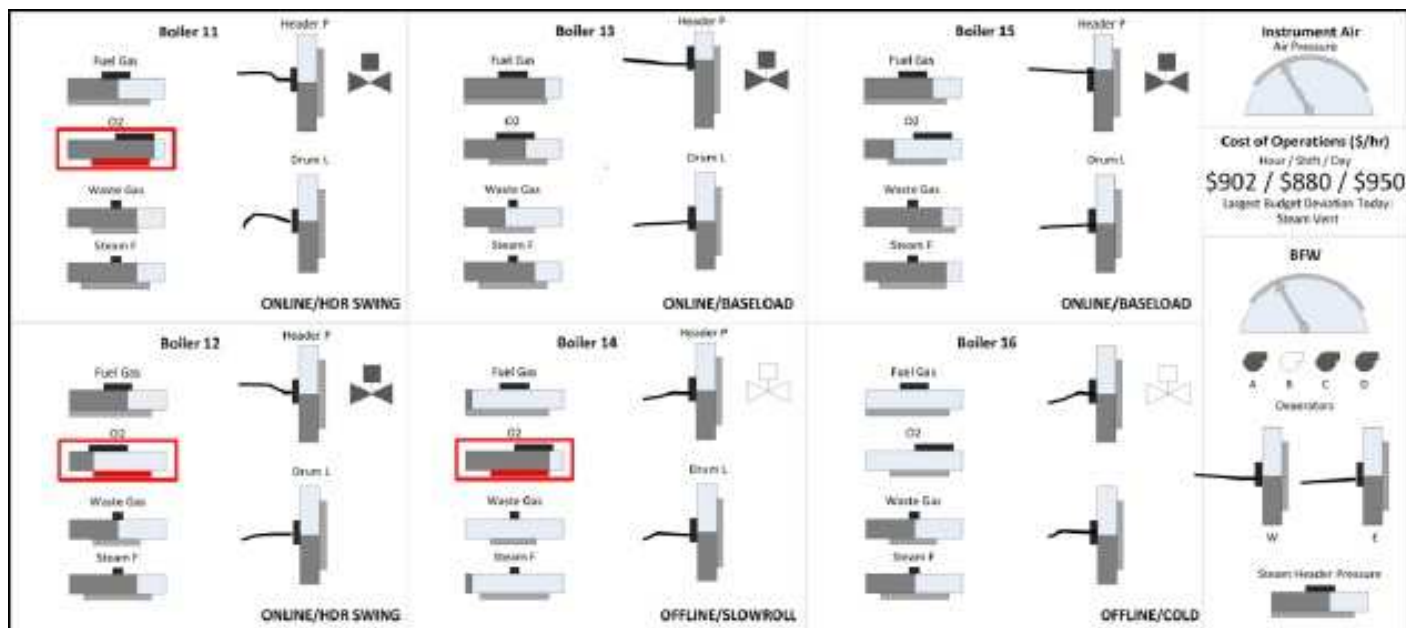 Boiler 11
Header P
Fuel Gas
O2
Drum L
Waste Gas
Steam F
ONLINE/HDR SWING
Boiler 13
Header P
Fuel Gas
O2
Drum L
Waste Gas
Steam F
ONLINE/BASELOAD
Boiler 15
Header P
Fuel Gas
O2
Drum L
Waste Gas
Steam F
ONLINE/BASELOAD
Instrument Air
Air Pressure
Cost of Operations ($/hr)
Hour / Shift / Day
$902 / $880 / $950
Largest Budget Deviation Today
Steam Vent
Boiler 12
Header P
Fuel Gas
O2
Drum L
Waste Gas
Steam F
ONLINE/HDR SWING
Boiler 14
Header P
Fuel Gas
O2
Drum L
Waste Gas
Steam F
OFFLINE/SLOWROLL
Boiler 16
Fuel Gas
O2
Waste Gas
Steam F
OFFLINE/COLD
BFW
A B C D
Deaerators
W E
Steam Header Pressure